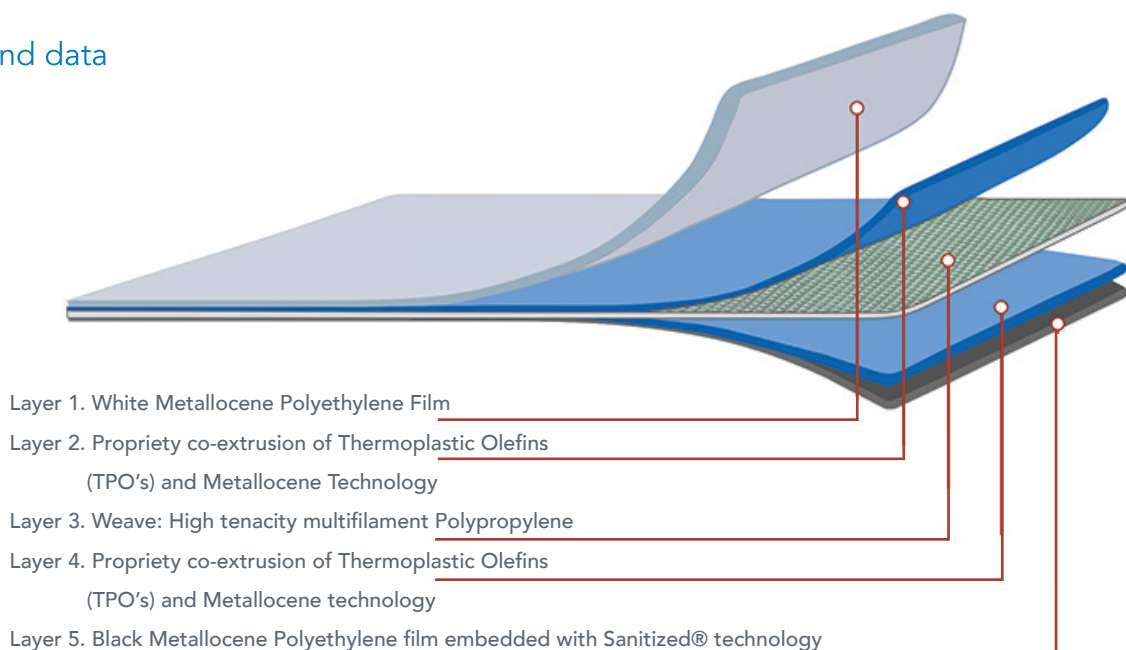 nd data
Layer 1. White Metallocene Polyethylene Film
Layer 2. Propriety co-extrusion of Thermoplastic Olefins
(TPO's) and Metallocene Technology
Layer 3. Weave: High tenacity multifilament Polypropylene
Layer 4. Propriety co-extrusion of Thermoplastic Olefins
(TPO's) and Metallocene technology
Layer 5. Black Metallocene Polyethylene film embedded with Sanitized® technology